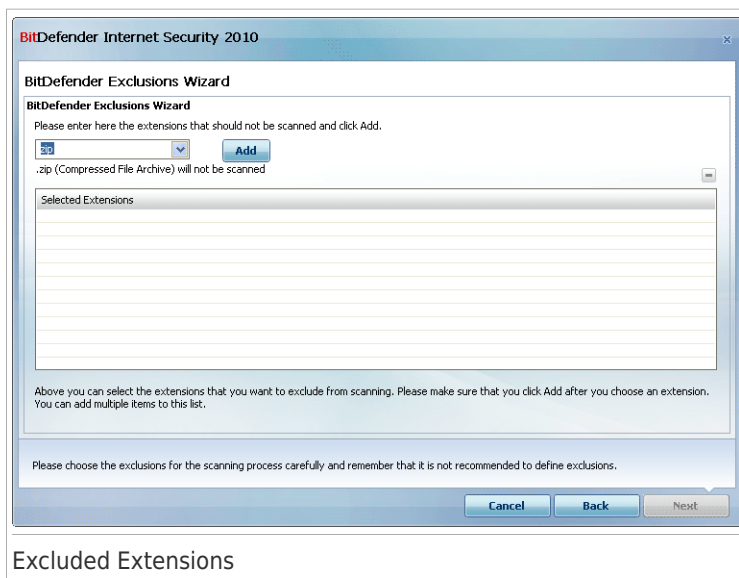 BitDefender Internet Security 2010
BitDefender Exclusions Wizard
BitDefender Exclusions Wizard
Please enter here the extensions that should not be scanned and click Add.
zip
Add
.zip (Compressed File Archive) will not be scanned
Selected Extensions
Above you can select the extensions that you want to exclude from scanning. Please make sure that you click Add after you choose an extension.
You can add multiple items to this list.
Please choose the exclusions for the scanning process carefully and remember that it is not recommended to define exclusions.
Cancel
Back
Next
Excluded Extensions